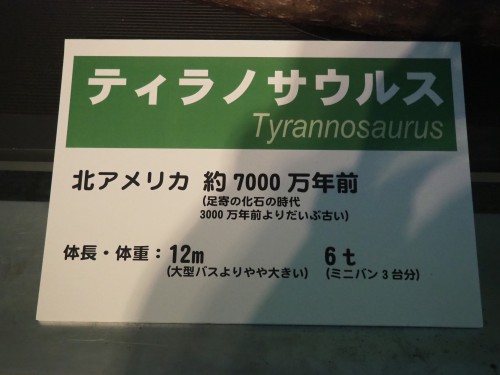 ティラノサウルス
Tyrannosaurus
北アメリカ 約7000万年前
(足寄の化石の時代
3000万年前よりだいぶ古い)
体長・体重：12m 6t
(大型バスよりやや大きい) (ミニバン3台分)